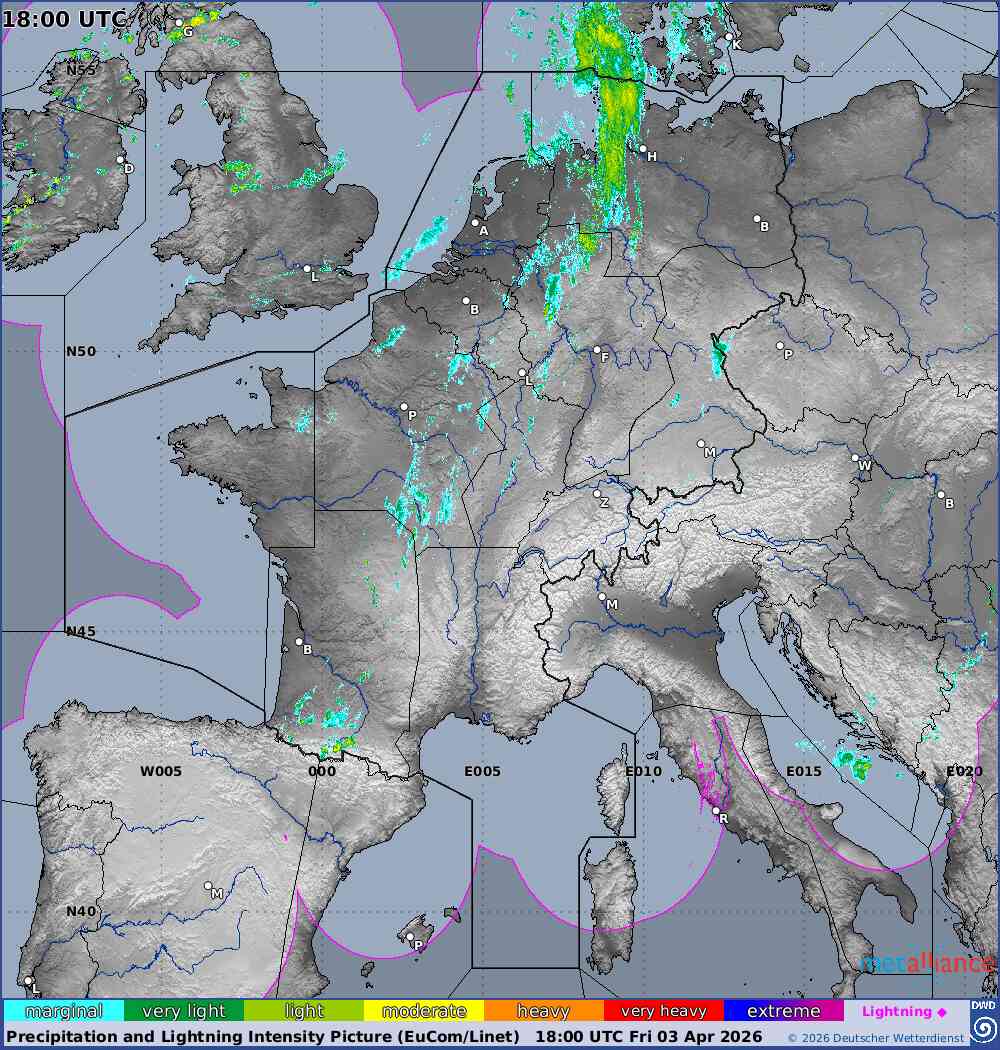 18:00 UTC
G
K
N55
D
H
A
B
L
B
N50
F
P
L
P
M
W
Z
B
M
N45
B
W005
000
E005
E010
E015
E020
R
M
N40
P
L
metalliance
marginal very light light moderate heavy very heavy extreme Lightning ◆
DWD
Precipitation and Lightning Intensity Picture (EuCom/Linet) 18:00 UTC Fri 03 Apr 2026 © 2026 Deutscher Wetterdienst